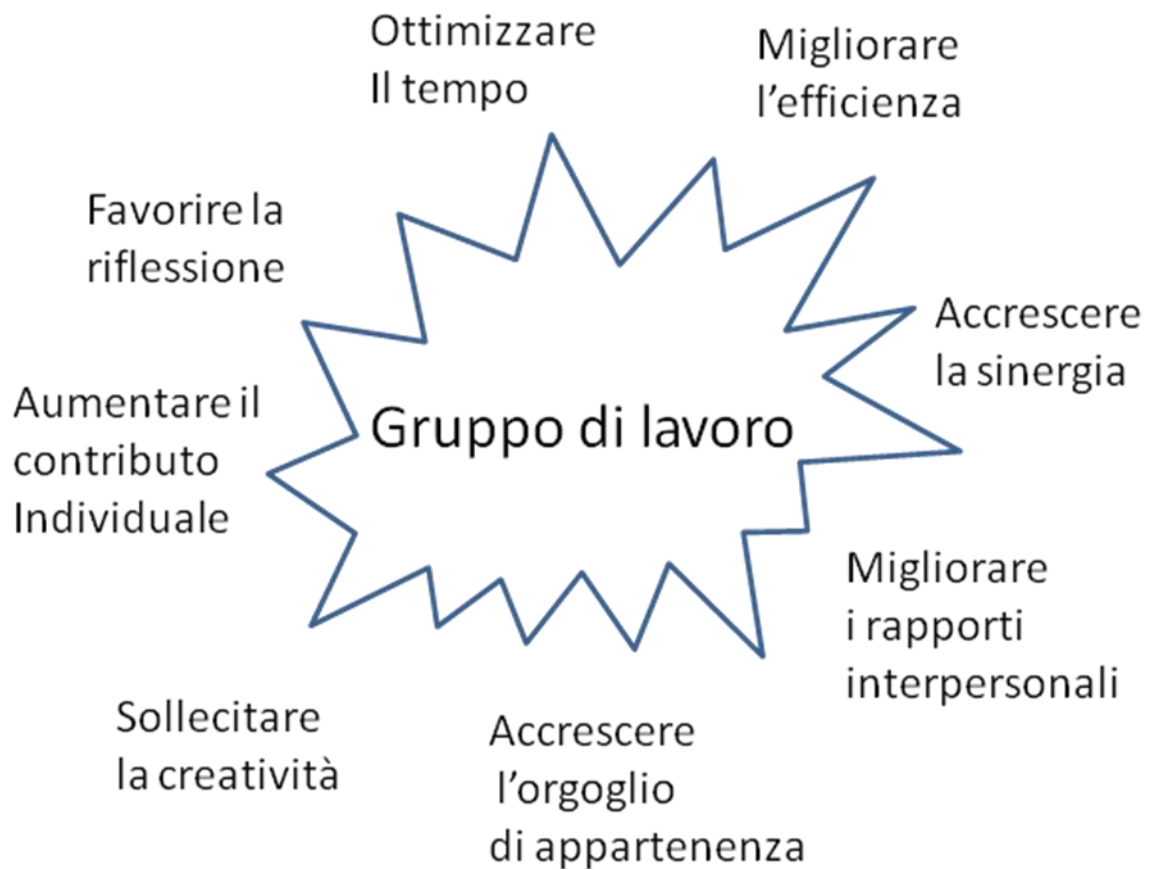 Ottimizzare
Il tempo
Migliorare
l'efficienza
Favorire la
riflessione
Accrescere
la sinergia
Aumentare il
contributo
Individuale
Gruppo di lavoro
Migliorare
i rapporti
interpersonali
Sollecitare
la creatività
Accrescere
l'orgoglio
di appartenenza